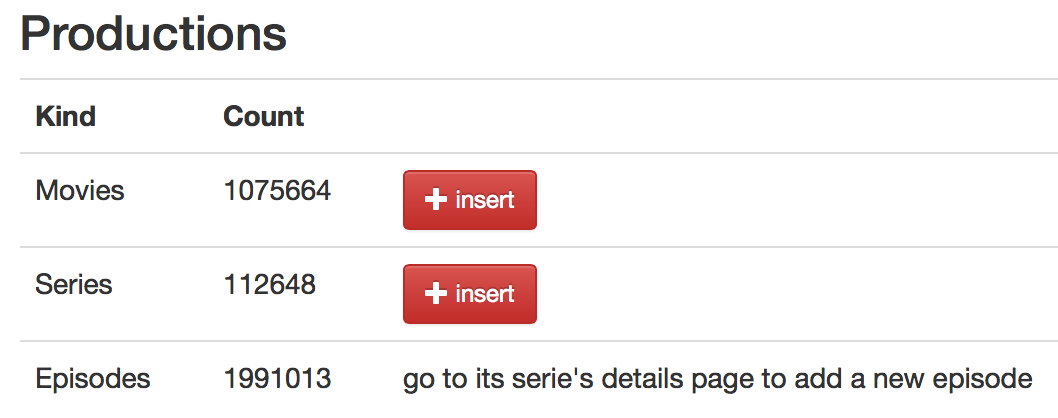 Productions
Kind Count
Movies 1075664 insert
Series 112648 insert
Episodes 1991013 go to its serie's details page to add a new episode